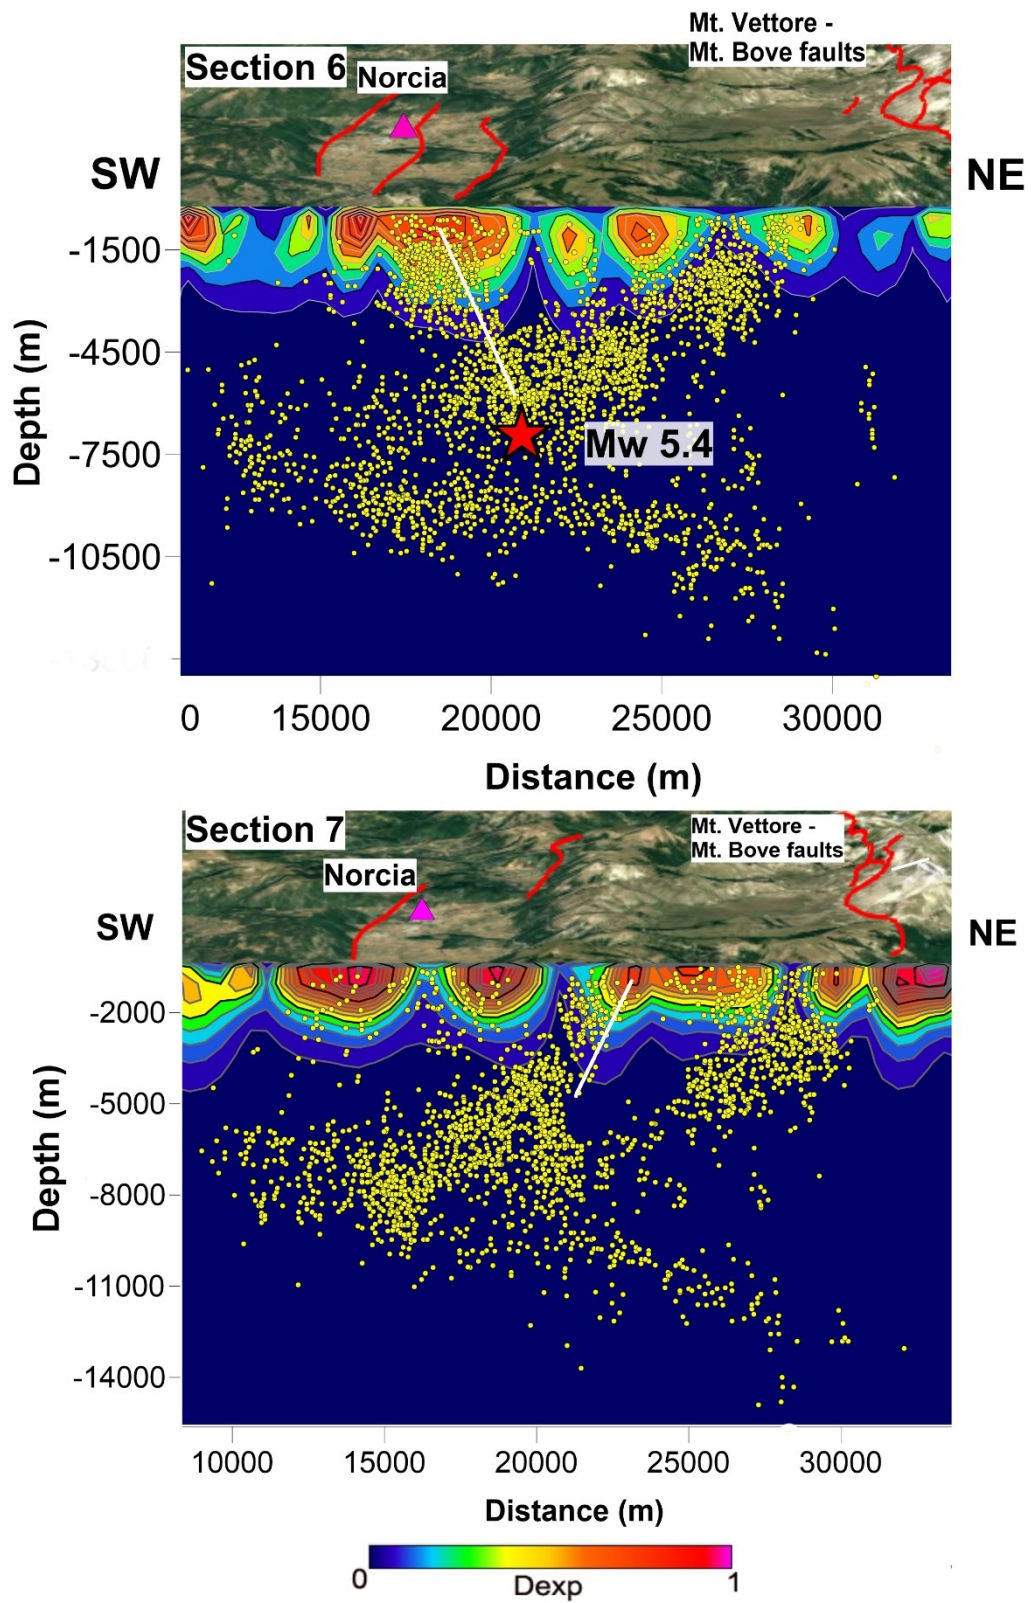 Mt. Vettore -
Mt. Bove faults
Section 6
Norcia
SW
NE
-1500
-4500
-7500
-10500
Depth (m)
Mw 5.4
0 15000 20000 25000 30000
Distance (m)
Section 7
Mt. Vettore -
Mt. Bove faults
Norcia
SW
NE
-2000
-5000
-8000
-11000
-14000
Depth (m)
10000 15000 20000 25000 30000
Distance (m)
0 Dexp 1